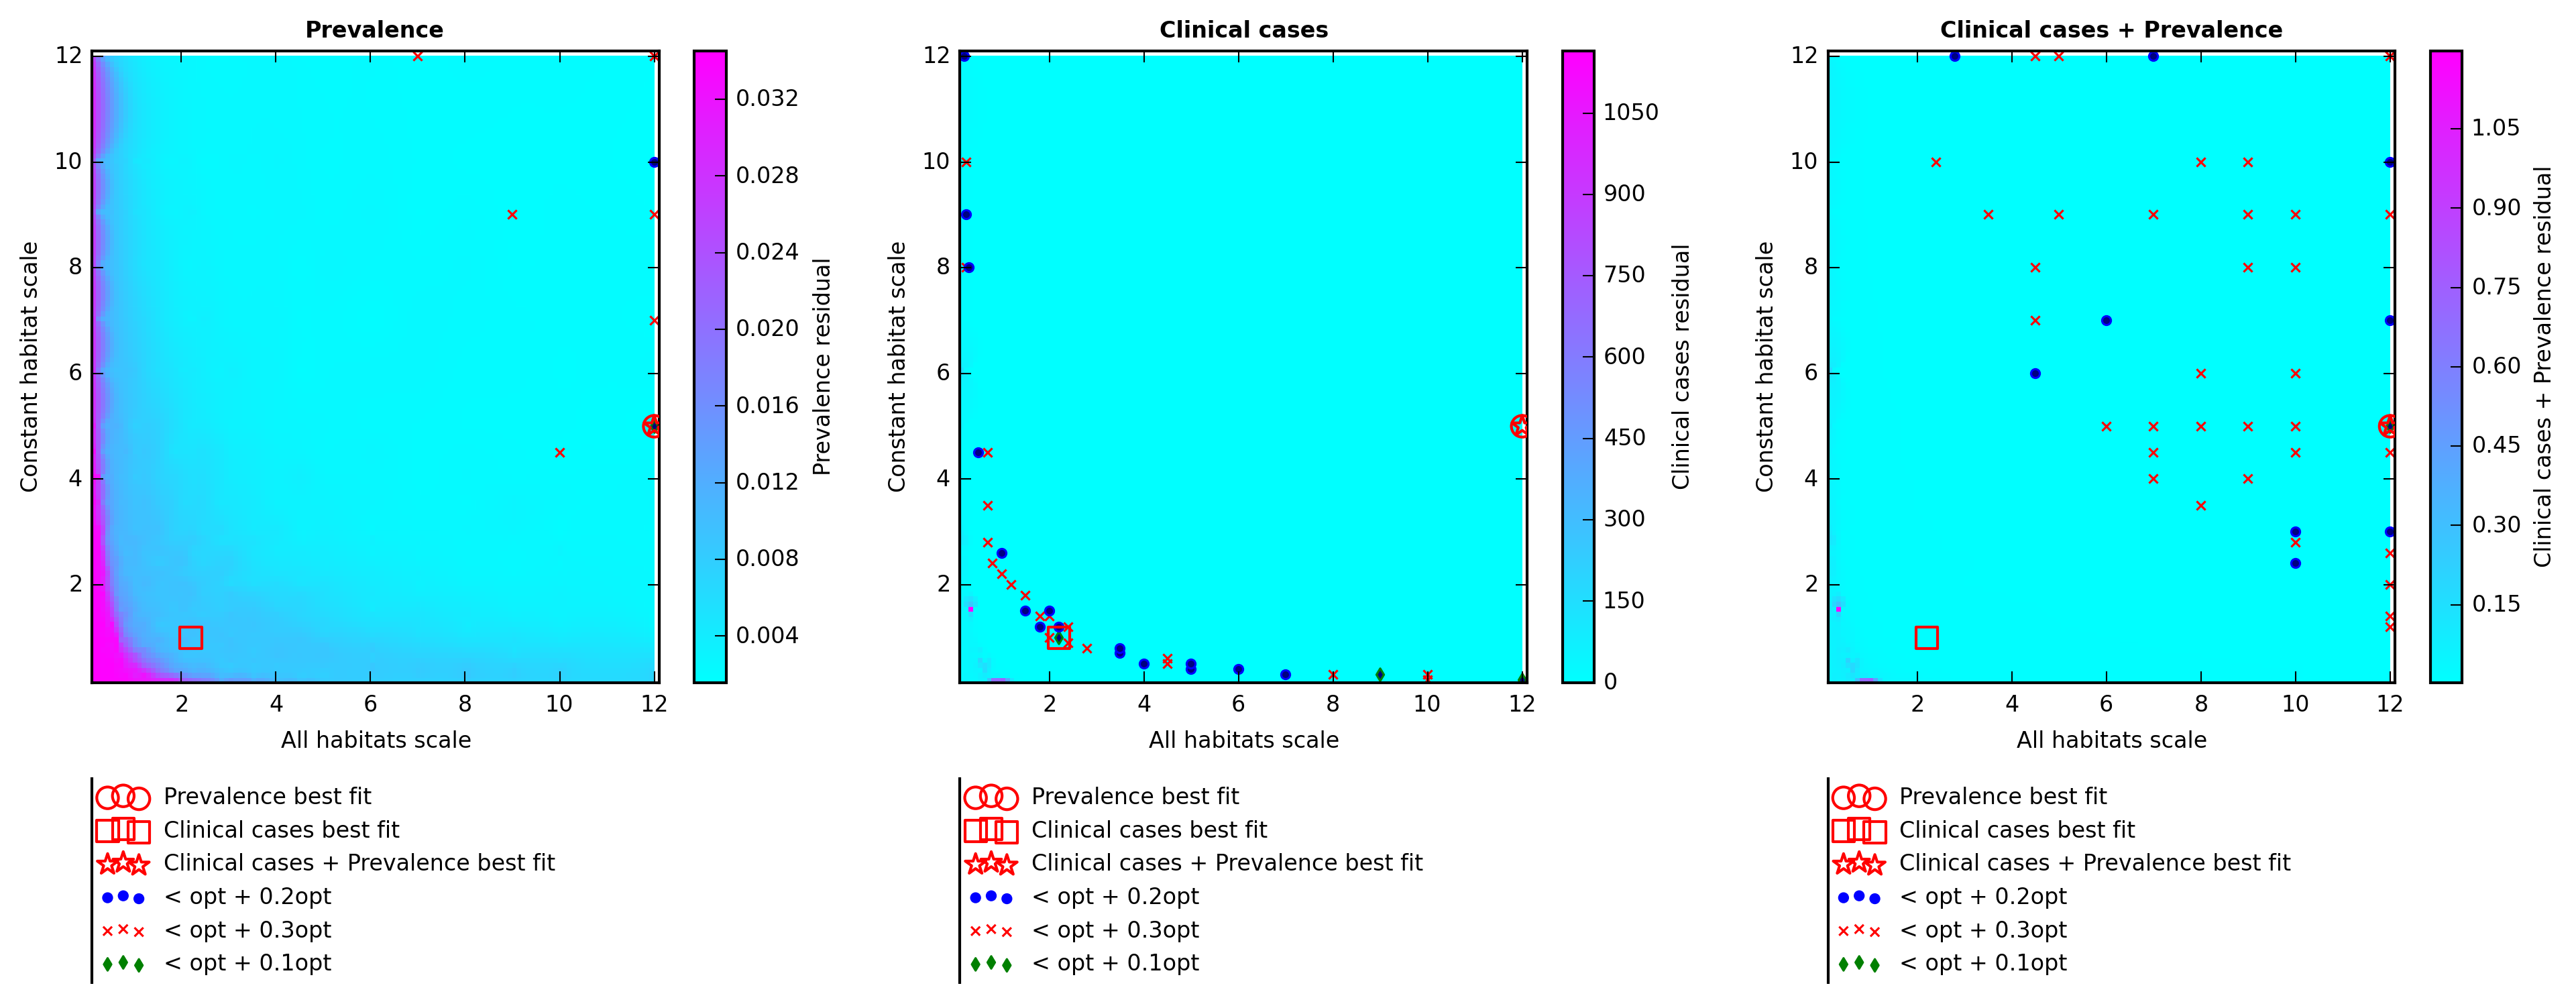 Prevalence
12
10
8
6
4
2
2 4 6 8 10 12
Constant habitat scale
All habitats scale
0.032
0.028
0.024
0.020
0.016
0.012
0.008
0.004
Prevalence residual
Prevalence best fit
Clinical cases best fit
Clinical cases + Prevalence best fit
< opt + 0.2opt
< opt + 0.3opt
< opt + 0.1opt
Clinical cases
12
10
8
6
4
2
2 4 6 8 10 12
Constant habitat scale
All habitats scale
1050
900
750
600
450
300
150
0
Clinical cases residual
Prevalence best fit
Clinical cases best fit
Clinical cases + Prevalence best fit
< opt + 0.2opt
< opt + 0.3opt
< opt + 0.1opt
Clinical cases + Prevalence
12
10
8
6
4
2
2 4 6 8 10 12
Constant habitat scale
All habitats scale
1.05
0.90
0.75
0.60
0.45
0.30
0.15
Clinical cases + Prevalence residual
Prevalence best fit
Clinical cases best fit
Clinical cases + Prevalence best fit
< opt + 0.2opt
< opt + 0.3opt
< opt + 0.1opt